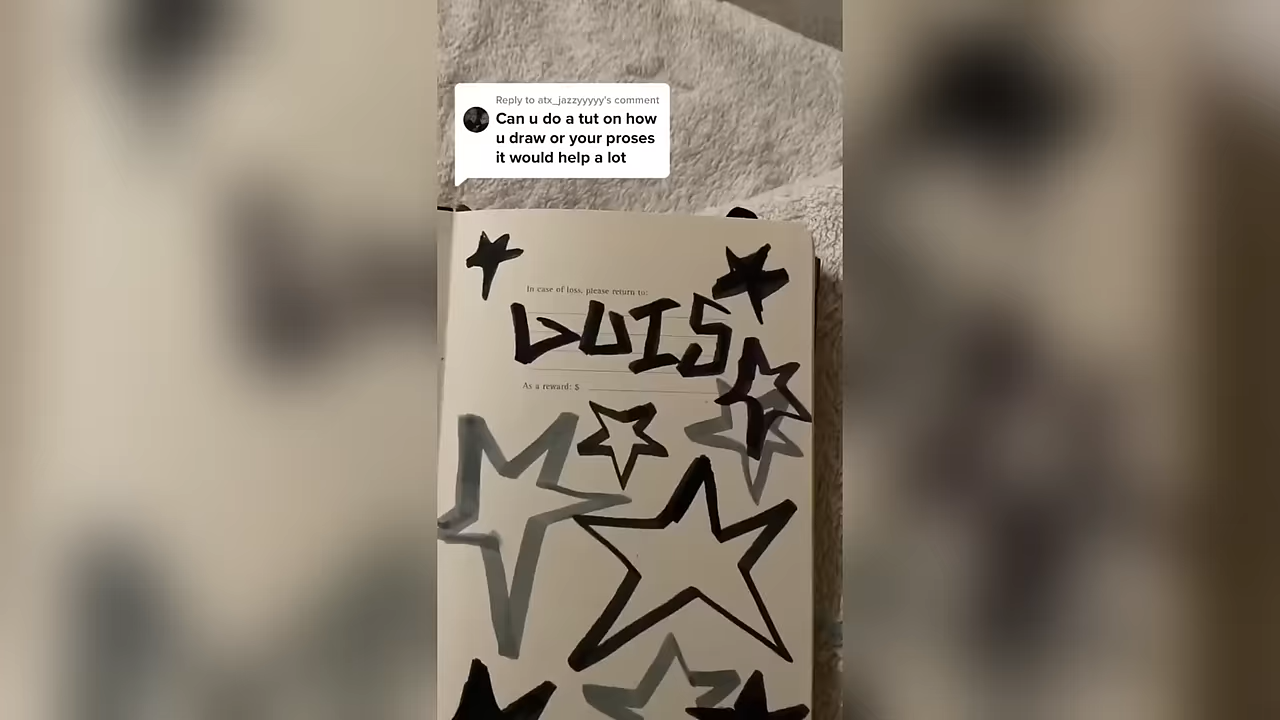 Reply to atx_jazzyyyyy's comment
Can u do a tut on how
u draw or your proses
it would help a lot
In case of loss, please return to:
LUIS
As a reward: $